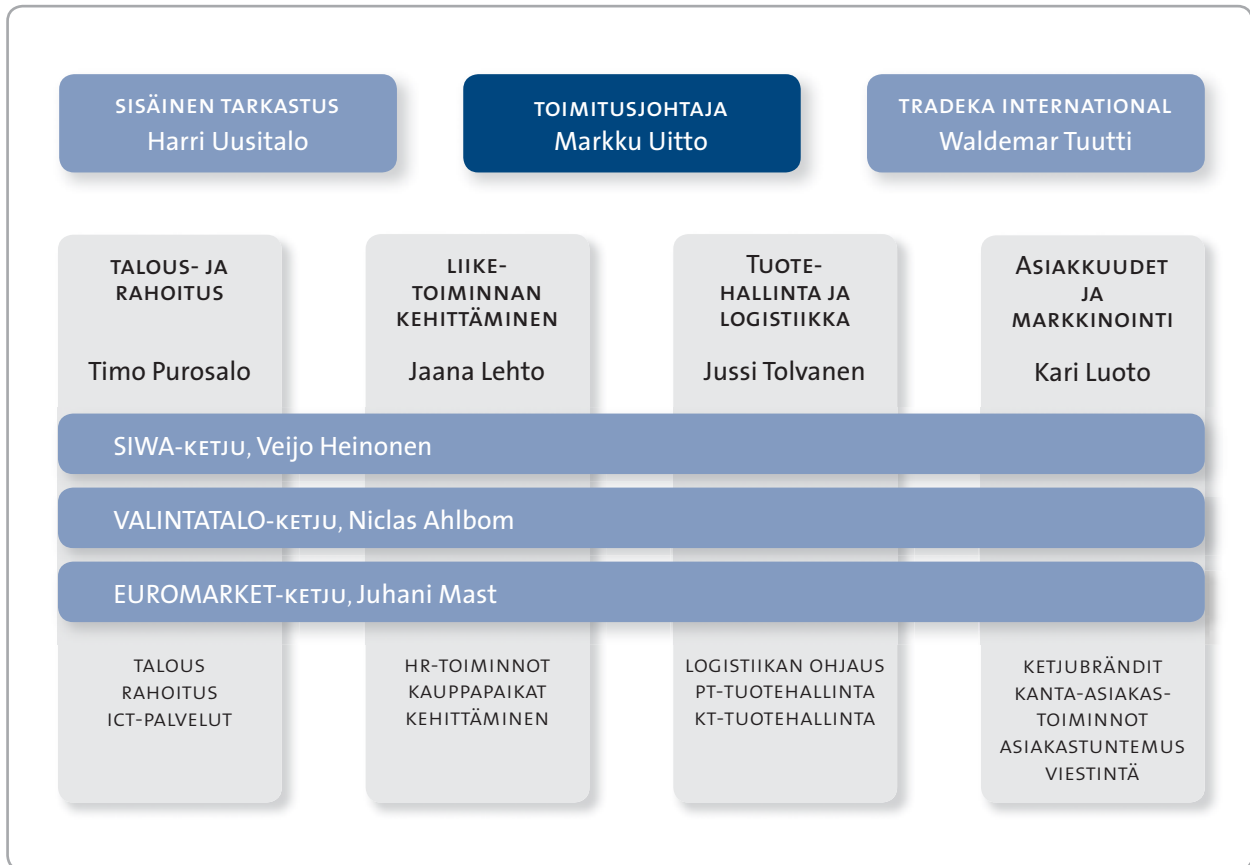 SISÄINEN TARKASTUS
Harri Uusitalo
TOIMITUSJOHTAJA
Markku Uitto
TRADEKA INTERNATIONAL
Waldemar Tuutti
TALOUS- JA
RAHOITUS
Timo Purosalo
LIIKE-
TOIMINNAN
KEHITTÄMINEN
Jaana Lehto
TUOTE-
HALLINTA JA
LOGISTIIKKA
Jussi Tolvanen
ASIAKKUUDET
JA
MARKKINOINTI
Kari Luoto
SIWA-KETJU, Veijo Heinonen
VALINTATALO-KETJU, Niclas Ahlbom
EUROMARKET-KETJU, Juhani Mast
TALOUS
RAHOITUS
ICT-PALVELUT
HR-TOIMINNOT
KAUPPAPAIKAT
KEHITTÄMINEN
LOGISTIIKAN OHJAUS
PT-TUOTEHALLINTA
KT-TUOTEHALLINTA
KETJUBRÄNDIT
KANTA-ASIAKAS-
TOIMINNOT
ASIAKASTUNTEMUS
VIESTINTÄ